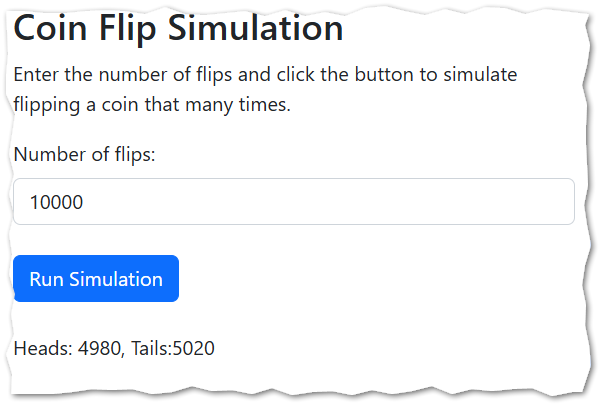 Coin Flip Simulation
Enter the number of flips and click the button to simulate
flipping a coin that many times.
Number of flips:
10000
Run Simulation
Heads: 4980, Tails:5020